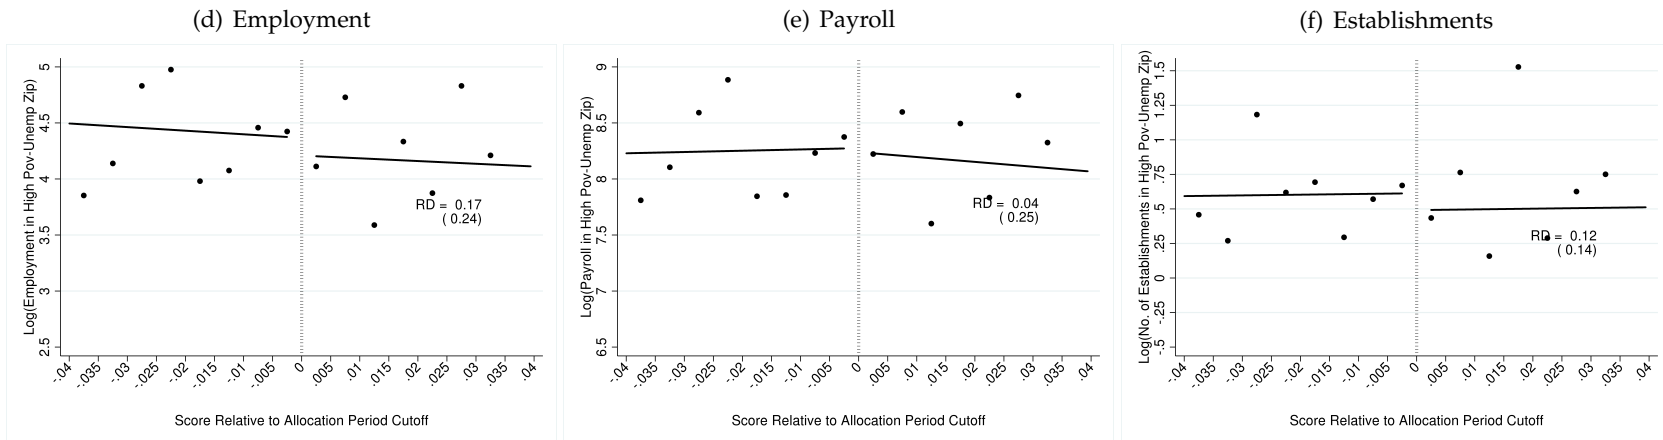 (d) Employment
Log(Employment in High Pov-Unemp Zip)
5
4.5
4
3.5
3
2.5
RD = 0.17
( 0.24)
-.04 -.035 -.03 -.025 -.02 -.015 -.01 -.005 0 .005 .01 .015 .02 .025 .03 .035 .04
Score Relative to Allocation Period Cutoff
(e) Payroll
Log(Payroll in High Pov-Unemp Zip)
9
8.5
8
7.5
7
6.5
RD = 0.04
( 0.25)
-.04 -.035 -.03 -.025 -.02 -.015 -.01 -.005 0 .005 .01 .015 .02 .025 .03 .035 .04
Score Relative to Allocation Period Cutoff
(f) Establishments
Log(No. of Establishments in High Pov-Unemp Zip)
1.5
1.25
1
.75
.5
.25
0
-.25
-.5
RD = 0.12
( 0.14)
-.04 -.035 -.03 -.025 -.02 -.015 -.01 -.005 0 .005 .01 .015 .02 .025 .03 .035 .04
Score Relative to Allocation Period Cutoff